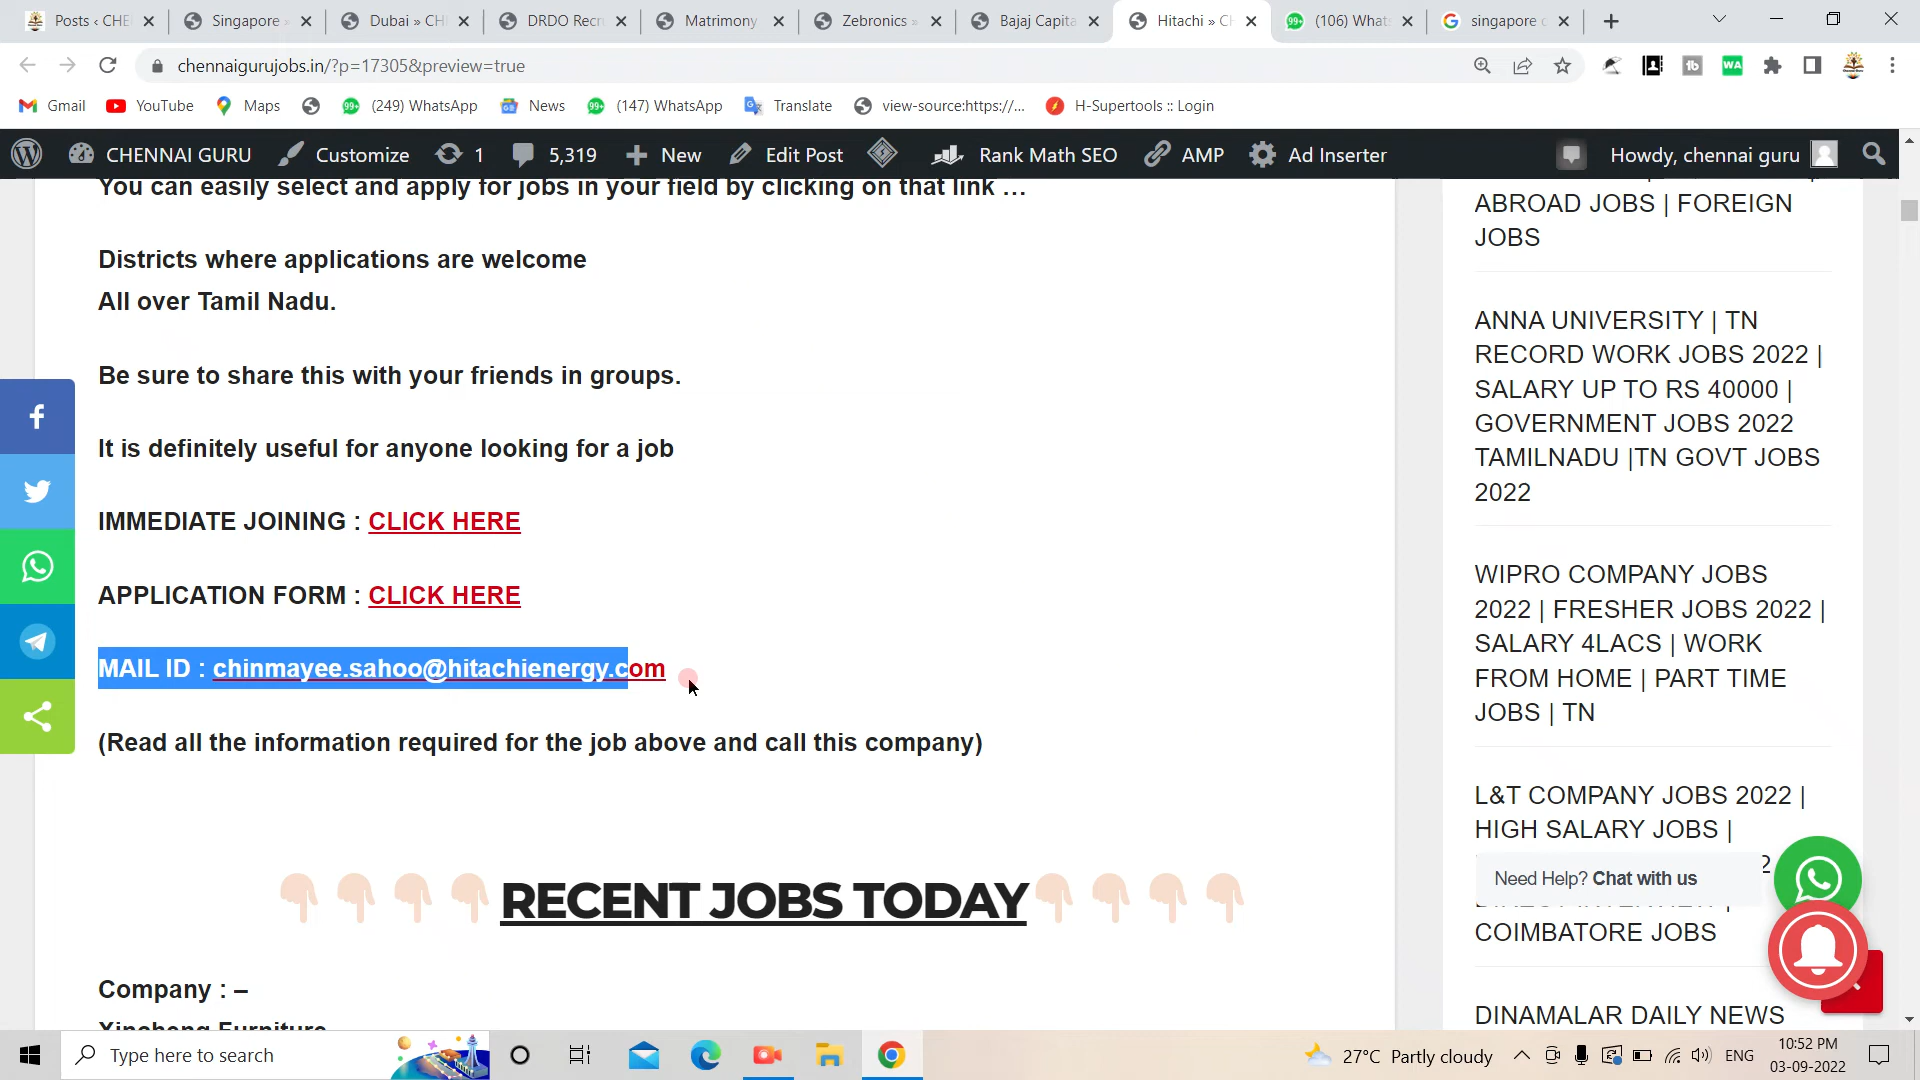 Posts ‹ CHE
Singapore »
Dubai » CH
DRDO Recr
Matrimony
Zebronics »
Bajaj Capita
Hitachi » C
(106) What
singapore c
chennaigurujobs.in/?p=17305&preview=true
Gmail
YouTube
Maps
(249) WhatsApp
News
(147) WhatsApp
Translate
view-source:https://...
H-Supertools :: Login
CHENNAI GURU
Customize
1
5,319
New
Edit Post
Rank Math SEO
AMP
Ad Inserter
Howdy, chennai guru
You can easily select and apply for jobs in your field by clicking on that link …
Districts where applications are welcome
All over Tamil Nadu.
Be sure to share this with your friends in groups.
It is definitely useful for anyone looking for a job
IMMEDIATE JOINING : CLICK HERE
APPLICATION FORM : CLICK HERE
MAIL ID : chinmayee.sahoo@hitachienergy.com
(Read all the information required for the job above and call this company)
RECENT JOBS TODAY
Company : –
Xincheng Furniture
ABROAD JOBS | FOREIGN
JOBS
ANNA UNIVERSITY | TN
RECORD WORK JOBS 2022 |
SALARY UP TO RS 40000 |
GOVERNMENT JOBS 2022
TAMILNADU |TN GOVT JOBS
2022
WIPRO COMPANY JOBS
2022 | FRESHER JOBS 2022 |
SALARY 4LACS | WORK
FROM HOME | PART TIME
JOBS | TN
L&T COMPANY JOBS 2022 |
HIGH SALARY JOBS |
2
Need Help? Chat with us
COIMBATORE JOBS
DINAMALAR DAILY NEWS
Type here to search
27°C Partly cloudy
ENG
10:52 PM
03-09-2022